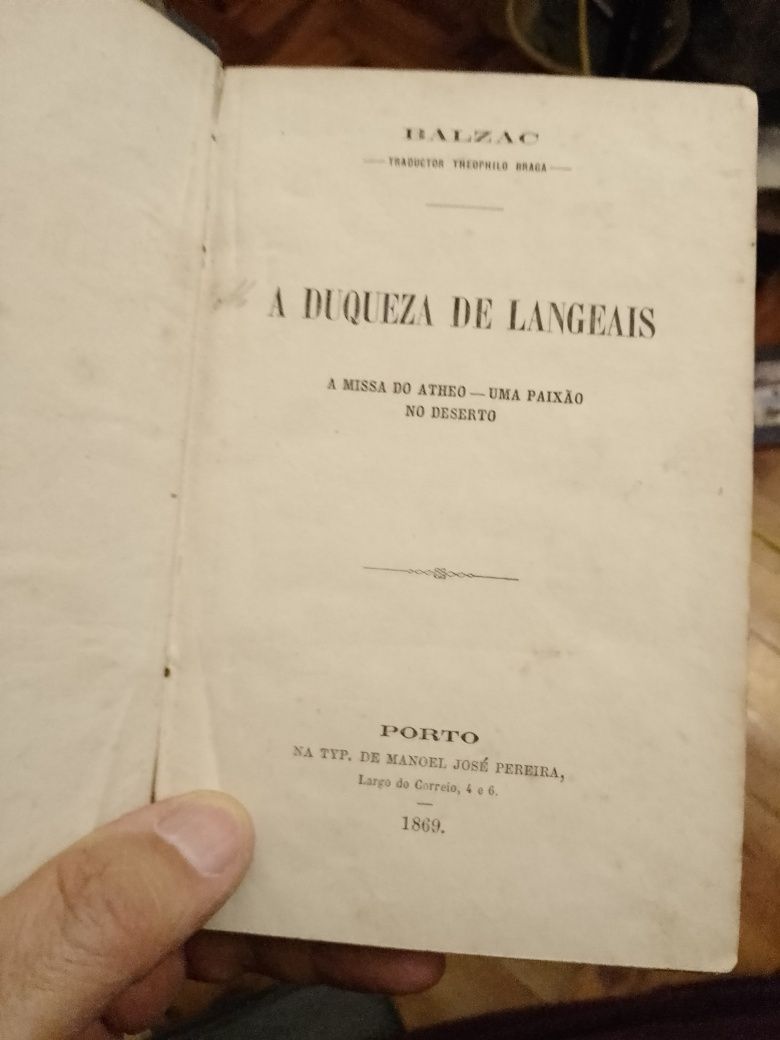 BALZAC
TRADUCTOR THEOPHILO BRAGA
A DUQUEZA DE LANGEAIS
A MISSA DO ATHEO — UMA PAIXÃO
NO DESERTO
PORTO
NA TYP. DE MANOEL JOSÉ PEREIRA,
Largo do Correio, 4 e 6.
1869.